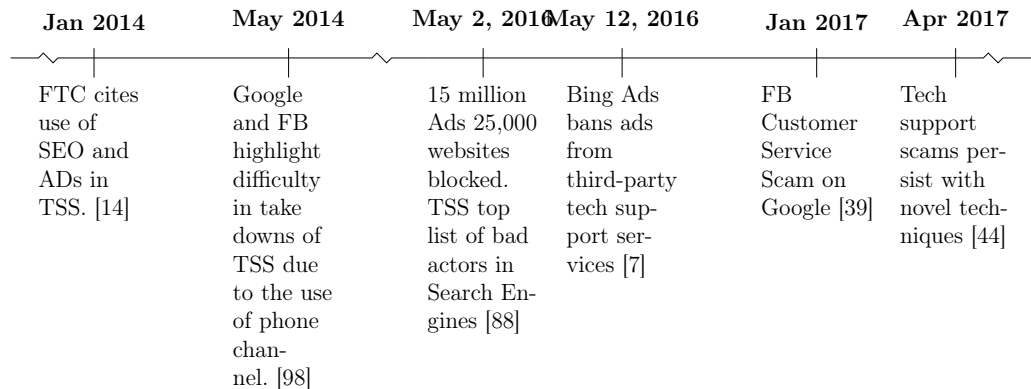 Jan 2014
May 2014
May 2, 2016
May 12, 2016
Jan 2017
Apr 2017
FTC cites
use of
SEO and
ADs in
TSS. [14]
Google
and FB
highlight
difficulty
in take
downs of
TSS due
to the use
of phone
chan-
nel. [98]
15 million
Ads 25,000
websites
blocked.
TSS top
list of bad
actors in
Search En-
gines [88]
Bing Ads
bans ads
from
third-party
tech sup-
port ser-
vices [7]
FB
Customer
Service
Scam on
Google [39]
Tech
support
scams per-
sist with
novel tech-
niques [44]